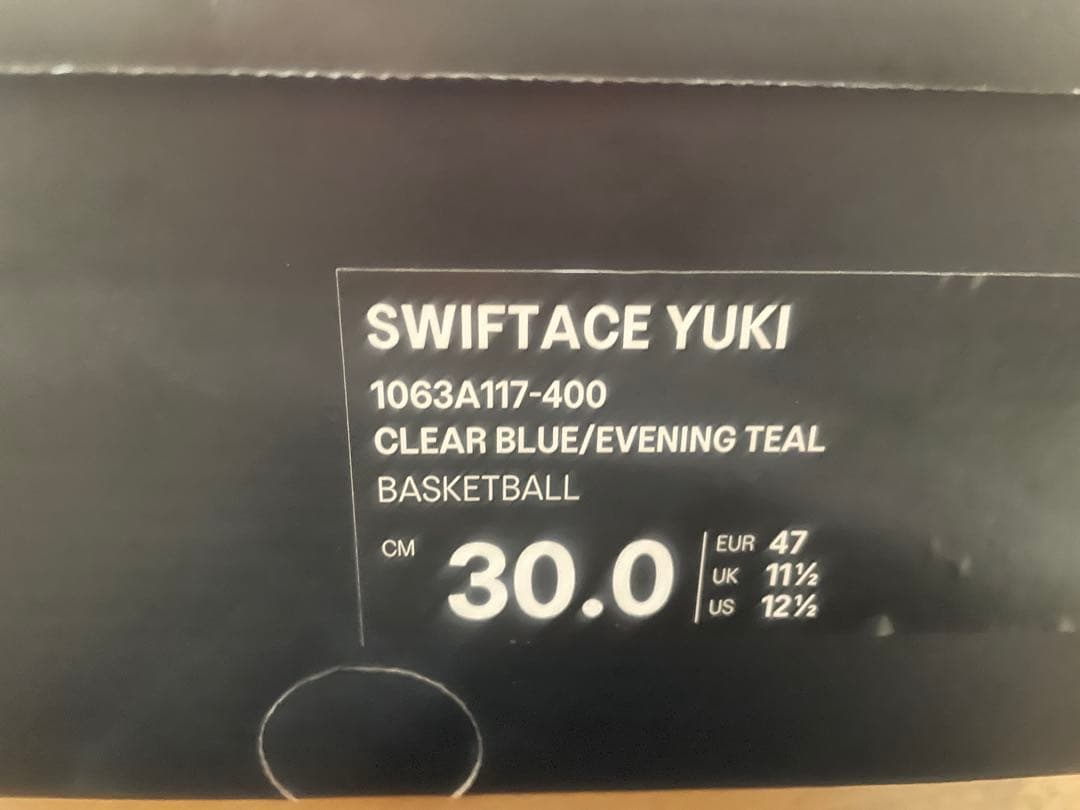 SWIFTACE YUKI
1063A117-400
CLEAR BLUE/EVENING TEAL
BASKETBALL
CM 30.0
EUR 47
UK 11½
US 12½